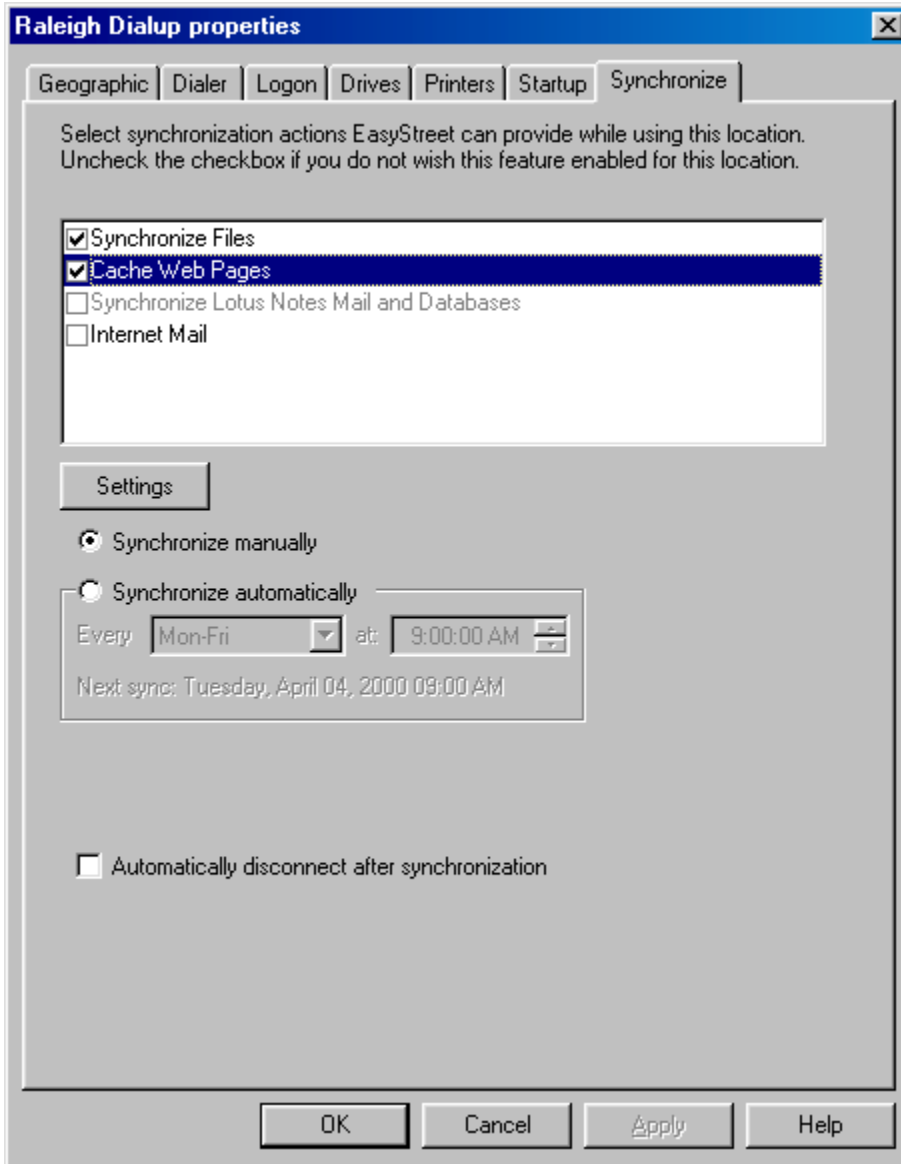 Raleigh Dialup properties
Geographic Dialer Logon Drives Printers Startup Synchronize
Select synchronization actions EasyStreet can provide while using this location.
Uncheck the checkbox if you do not wish this feature enabled for this location.
Synchronize Files
Cache Web Pages
Synchronize Lotus Notes Mail and Databases
Internet Mail
Settings
Synchronize manually
Synchronize automatically
Every Mon-Fri at: 9:00:00 AM
Next sync: Tuesday, April 04, 2000 09:00 AM
Automatically disconnect after synchronization
OK Cancel Apply Help